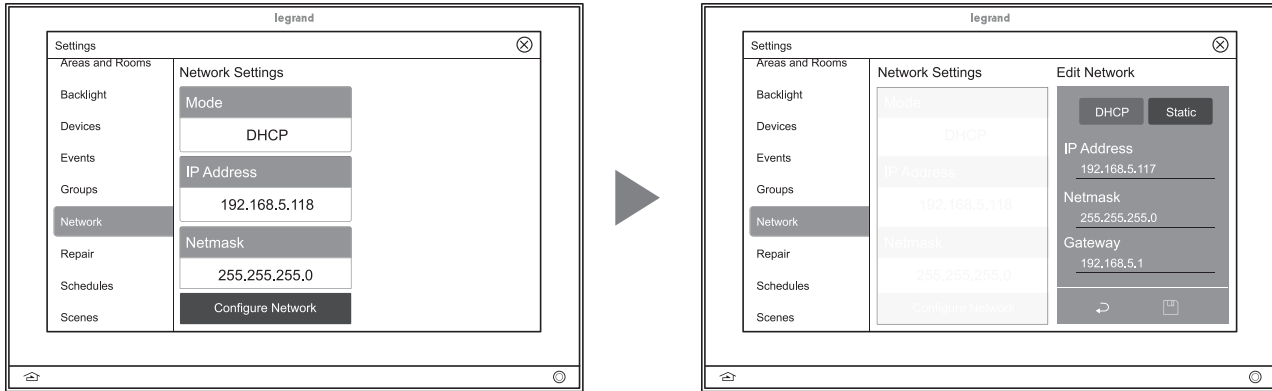 legrand
Settings
Areas and Rooms
Backlight
Devices
Events
Groups
Network
Repair
Schedules
Scenes
Network Settings
Mode
DHCP
IP Address
192.168.5.118
Netmask
255.255.255.0
Configure Network
legrand
Settings
Areas and Rooms
Backlight
Devices
Events
Groups
Network
Repair
Schedules
Scenes
Network Settings
Mode
DHCP
IP Address
192.168.5.118
Netmask
255.255.255.0
Configure Network
Edit Network
DHCP Static
IP Address
192.168.5.117
Netmask
255.255.255.0
Gateway
192.168.5.1